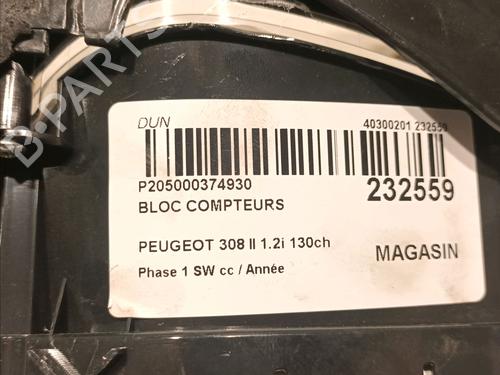 DUN
40300201 232559
P205000374930
232559
BLOC COMPTEURS
PEUGEOT 308 II 1.2i 130ch
MAGASIN
Phase 1 SW cc / Année
B-PARTS